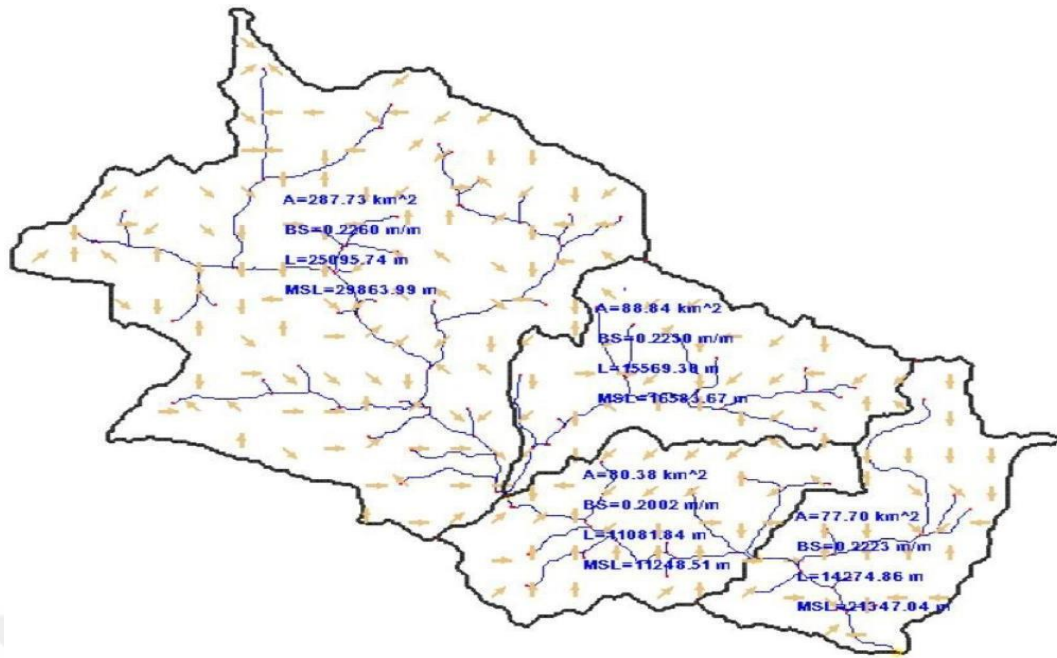 A=287.73 km^2
BS=0.2260 m/m
L=25095.74 m
MSL=29863.99 m
A=88.84 km^2
BS=0.2230 m/m
L=15569.38 m
MSL=16583.67 m
A=80.38 km^2
BS=0.2002 m/m
L=11081.84 m
MSL=11248.51 m
A=77.70 km^2
BS=0.2223 m/m
L=14274.86 m
MSL=21347.04 m